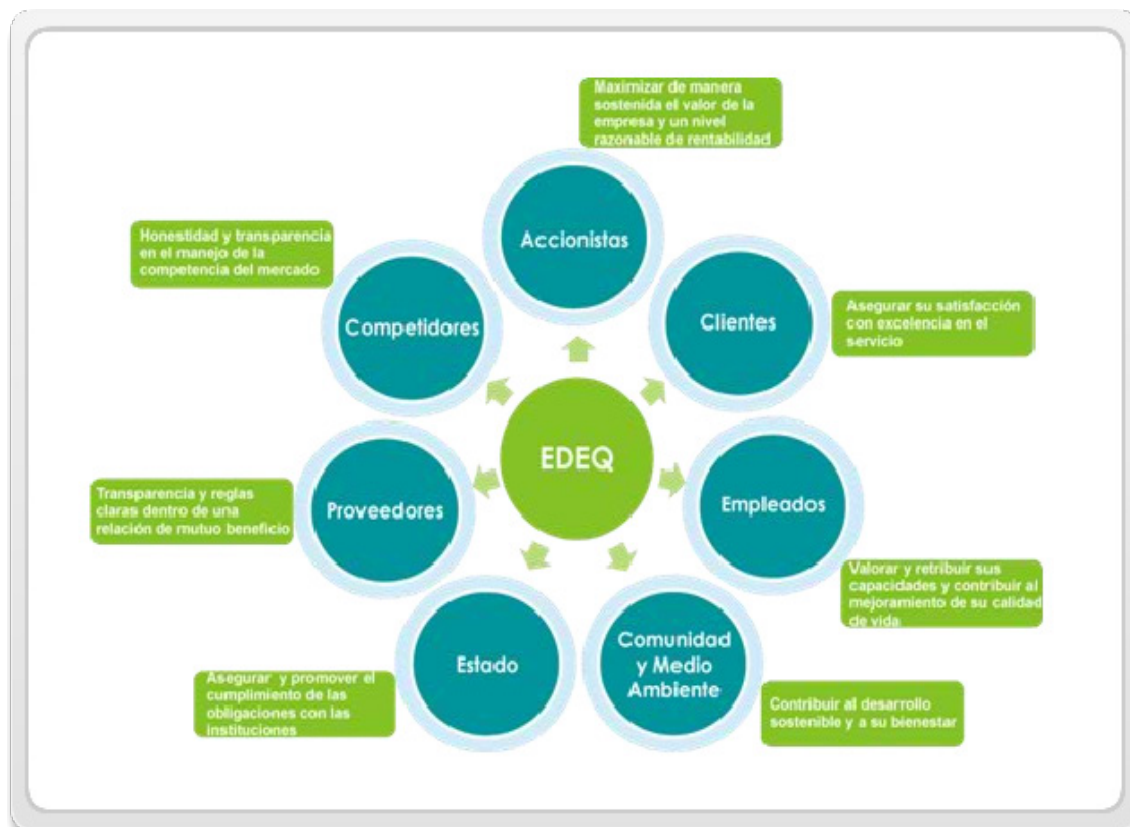 Maximizar de manera
sostenida el valor de la
empresa y un nivel
razonable de rentabilidad
Accionistas
Honestidad y transparencia
en el manejo de la
competencia del mercado
Competidores
Clientes
Asegurar su satisfacción
con excelencia en el
servicio
EDEQ
Transparencia y reglas
claras dentro de una
relación de mutuo beneficio
Proveedores
Empleados
Valorar y retribuir sus
capacidades y contribuir al
mejoramiento de su calidad
de vida
Estado
Asegurar y promover el
cumplimiento de las
obligaciones con las
instituciones
Comunidad
y Medio
Ambiente
Contribuir al desarrollo
sostenible y a su bienestar